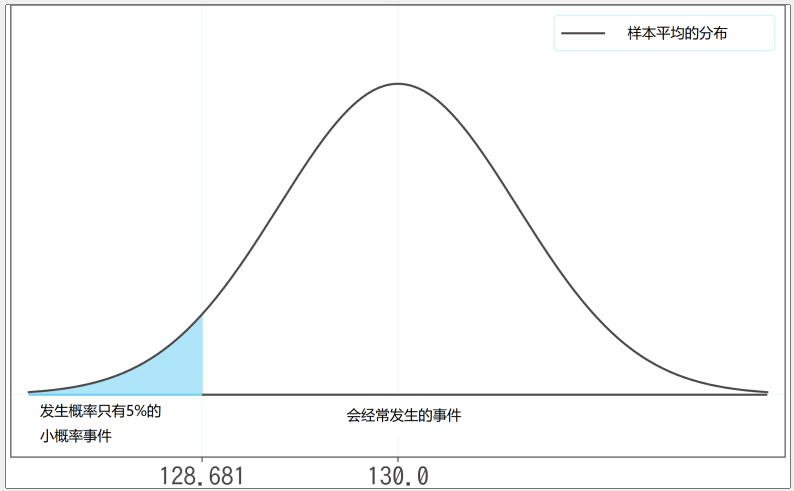 样本平均的分布
发生概率只有5%的
小概率事件
会经常发生的事件
128.681
130.0